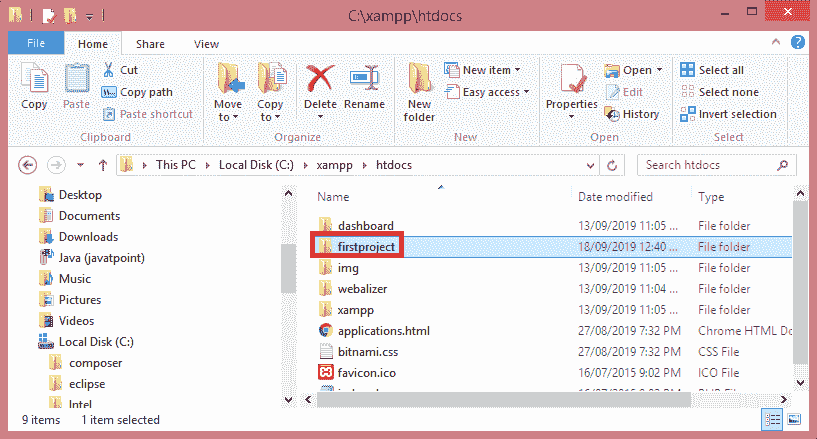 C:\xampp\htdocs
File Home Share View
Copy Paste Cut Copy path Paste shortcut Clipboard
Move to Copy to Delete Rename Organize
New folder New item Easy access New
Properties Open Edit History Open
Select all Select none Invert selection Select
This PC Local Disk (C:) xampp htdocs Search htdocs
Desktop
Documents
Downloads
Java (javatpoint)
Music
Pictures
Videos
Local Disk (C:)
composer
eclipse
Intel
Name Date modified Type
dashboard 13/09/2019 11:05 ... File folder
firstproject 18/09/2019 12:40 ... File folder
img 13/09/2019 11:05 ... File folder
webalizer 13/09/2019 11:04 ... File folder
xampp 13/09/2019 11:05 ... File folder
applications.html 27/08/2019 7:32 PM Chrome HTML Do
bitnami.css 27/08/2019 7:32 PM CSS File
favicon.ico 16/07/2015 9:02 PM ICO File
9 items 1 item selected